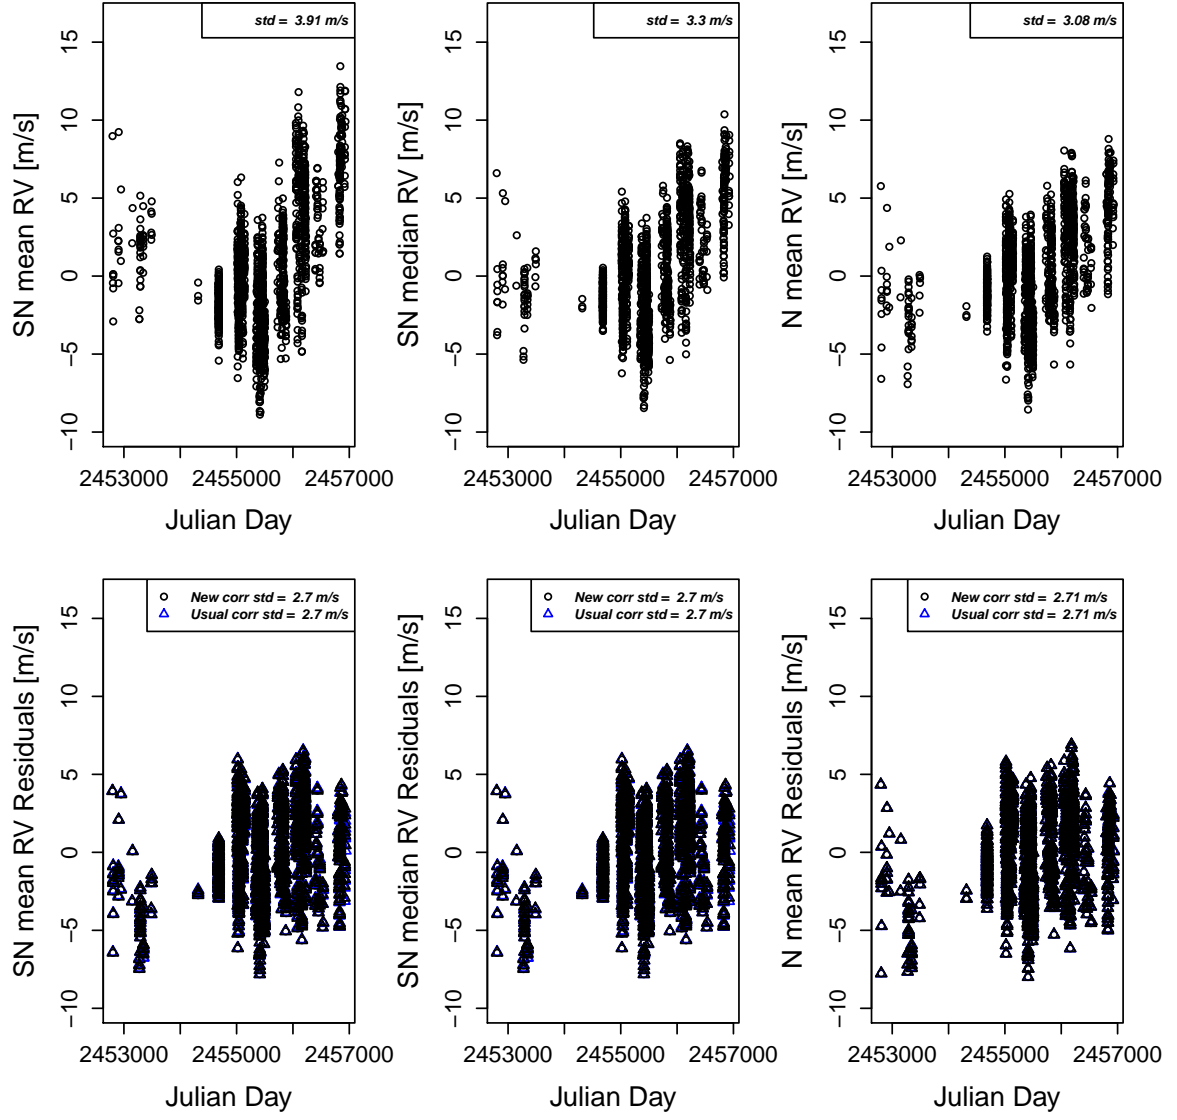 std = 3.91 m/s
SN mean RV [m/s]
15
10
5
0
−5
−10
2453000 2455000 2457000
Julian Day
std = 3.3 m/s
SN median RV [m/s]
15
10
5
0
−5
−10
2453000 2455000 2457000
Julian Day
std = 3.08 m/s
N mean RV [m/s]
15
10
5
0
−5
−10
2453000 2455000 2457000
Julian Day
New corr std = 2.7 m/s
Usual corr std = 2.7 m/s
SN mean RV Residuals [m/s]
15
10
5
0
−5
−10
2453000 2455000 2457000
Julian Day
New corr std = 2.7 m/s
Usual corr std = 2.7 m/s
SN median RV Residuals [m/s]
15
10
5
0
−5
−10
2453000 2455000 2457000
Julian Day
New corr std = 2.71 m/s
Usual corr std = 2.71 m/s
N mean RV Residuals [m/s]
15
10
5
0
−5
−10
2453000 2455000 2457000
Julian Day